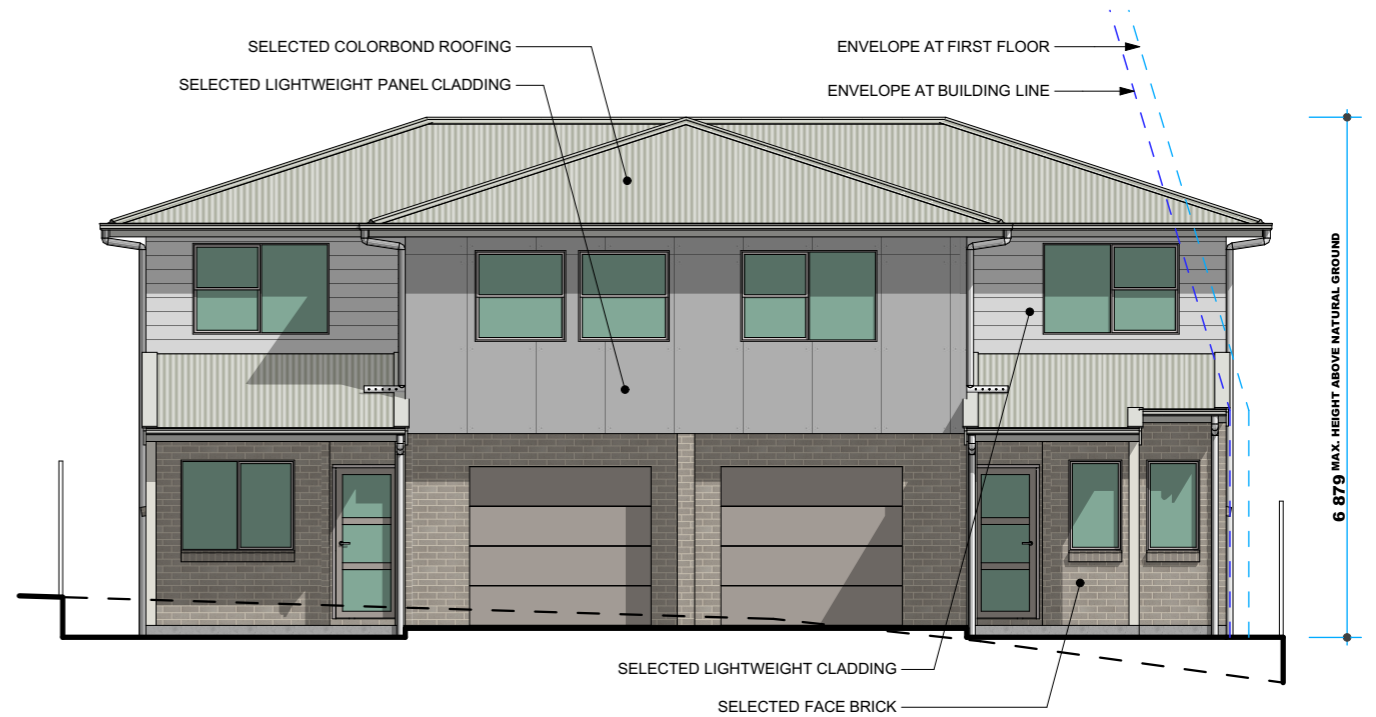 SELECTED COLORBOND ROOFING
ENVELOPE AT FIRST FLOOR
SELECTED LIGHTWEIGHT PANEL CLADDING
ENVELOPE AT BUILDING LINE
6 879 MAX. HEIGHT ABOVE NATURAL GROUND
SELECTED LIGHTWEIGHT CLADDING
SELECTED FACE BRICK